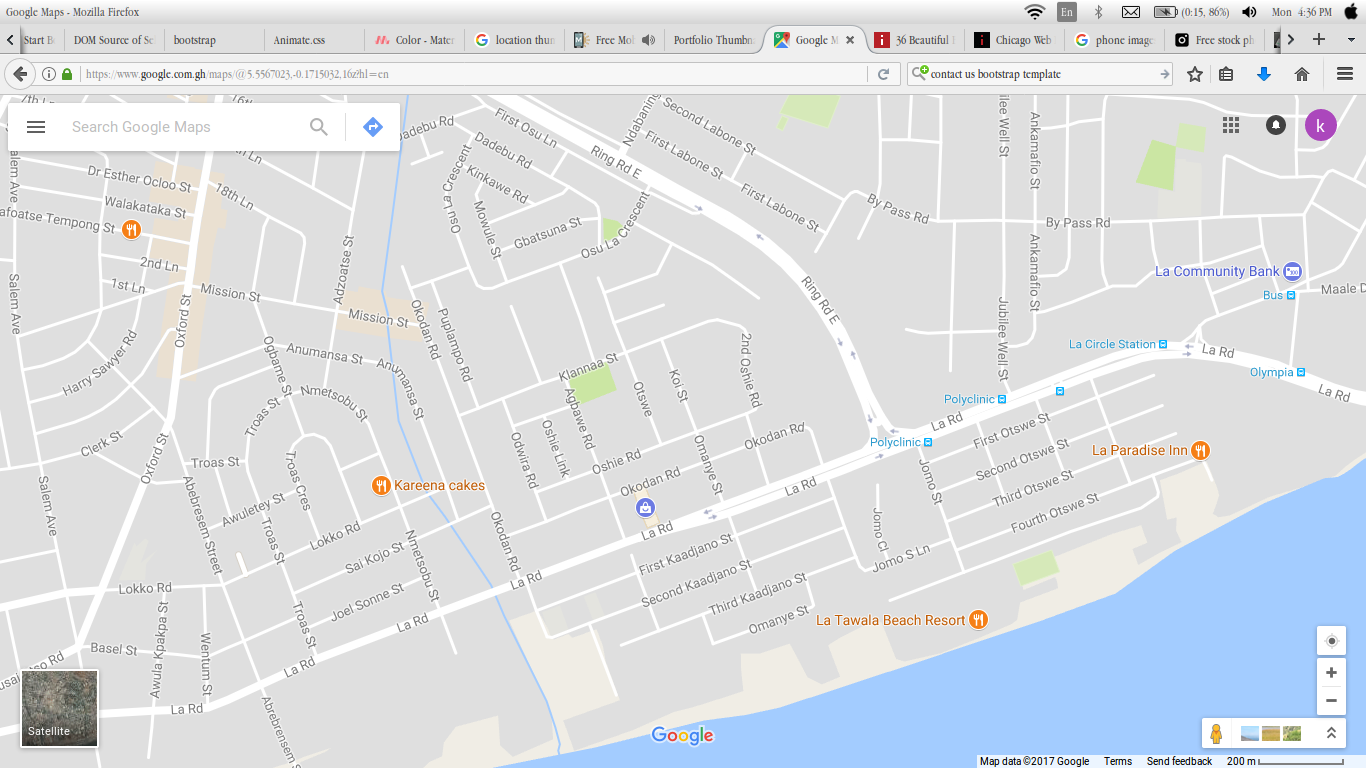 Google Maps - Mozilla Firefox
En
(0:15, 86%)
Mon 4:36 PM
Start B
DOM Source of Sc
bootstrap
Animate.css
Color - Mater
location thun
Free Mol
Portfolio Thumbn
Google M
36 Beautiful
Chicago Web
phone image
Free stock ph
https://www.google.com.gh/maps/@5.5567023,-0.1715032,16z?hl=en
contact us bootstrap template
Search Google Maps
k
17th Ln
16th
Ln
Dadebu Rd
First Osu Ln
Ndabaning
Second Labone St
Jubilee Well St
Ankamafio St
Salem Ave
Dr Esther Ocloo St
18th Ln
Dadebu Rd
Kinkawe Rd
Ring Rd E
First Labone St
First Labone St
Walakataka St
afoatse Tempong St
Osu La Crescent
Mowule St
Gbatsuna St
Osu La Crescent
By Pass Rd
By Pass Rd
2nd Ln
1st Ln
Mission St
Adzoatse St
Ankamafio St
La Community Bank
Bus
Maale D
Salem Ave
Oxford St
Mission St
Okodan Rd
Puplampo Rd
Ring Rd E
Jubilee Well St
La Circle Station
La Rd
Harry Sawyer Rd
Ogbame St
Anumansa St
Anumansa St
Klannaa St
2nd Oshie Rd
Olympia
La Rd
Troas St
Nmetsobu St
Agbawe Rd
Otswe
Koi St
Polyclinic
La Rd
Clerk St
Oxford St
Odwira Rd
Oshie Link
Oshie Rd
Omanye St
Okodan Rd
Polyclinic
First Otswe St
La Paradise Inn
Troas St
Troas Cres
Kareena cakes
Okodan Rd
La Rd
Jomo St
Second Otswe St
Third Otswe St
Fourth Otswe St
Salem Ave
Abebresem Street
Awuletey St
Troas St
Lokko Rd
Sai Kojo St
Nmetsobu St
Okodan Rd
La Rd
Jomo Cl
Jomo S Ln
Lokko Rd
Joel Sonne St
La Rd
First Kaadjano St
Second Kaadjano St
Third Kaadjano St
Omanye St
La Tawala Beach Resort
Awula Kpakpa St
Troas St
La Rd
Basel St
Wentum St
La Rd
La Rd
Satellite
Google
Map data ©2017 Google
Terms
Send feedback
200 m